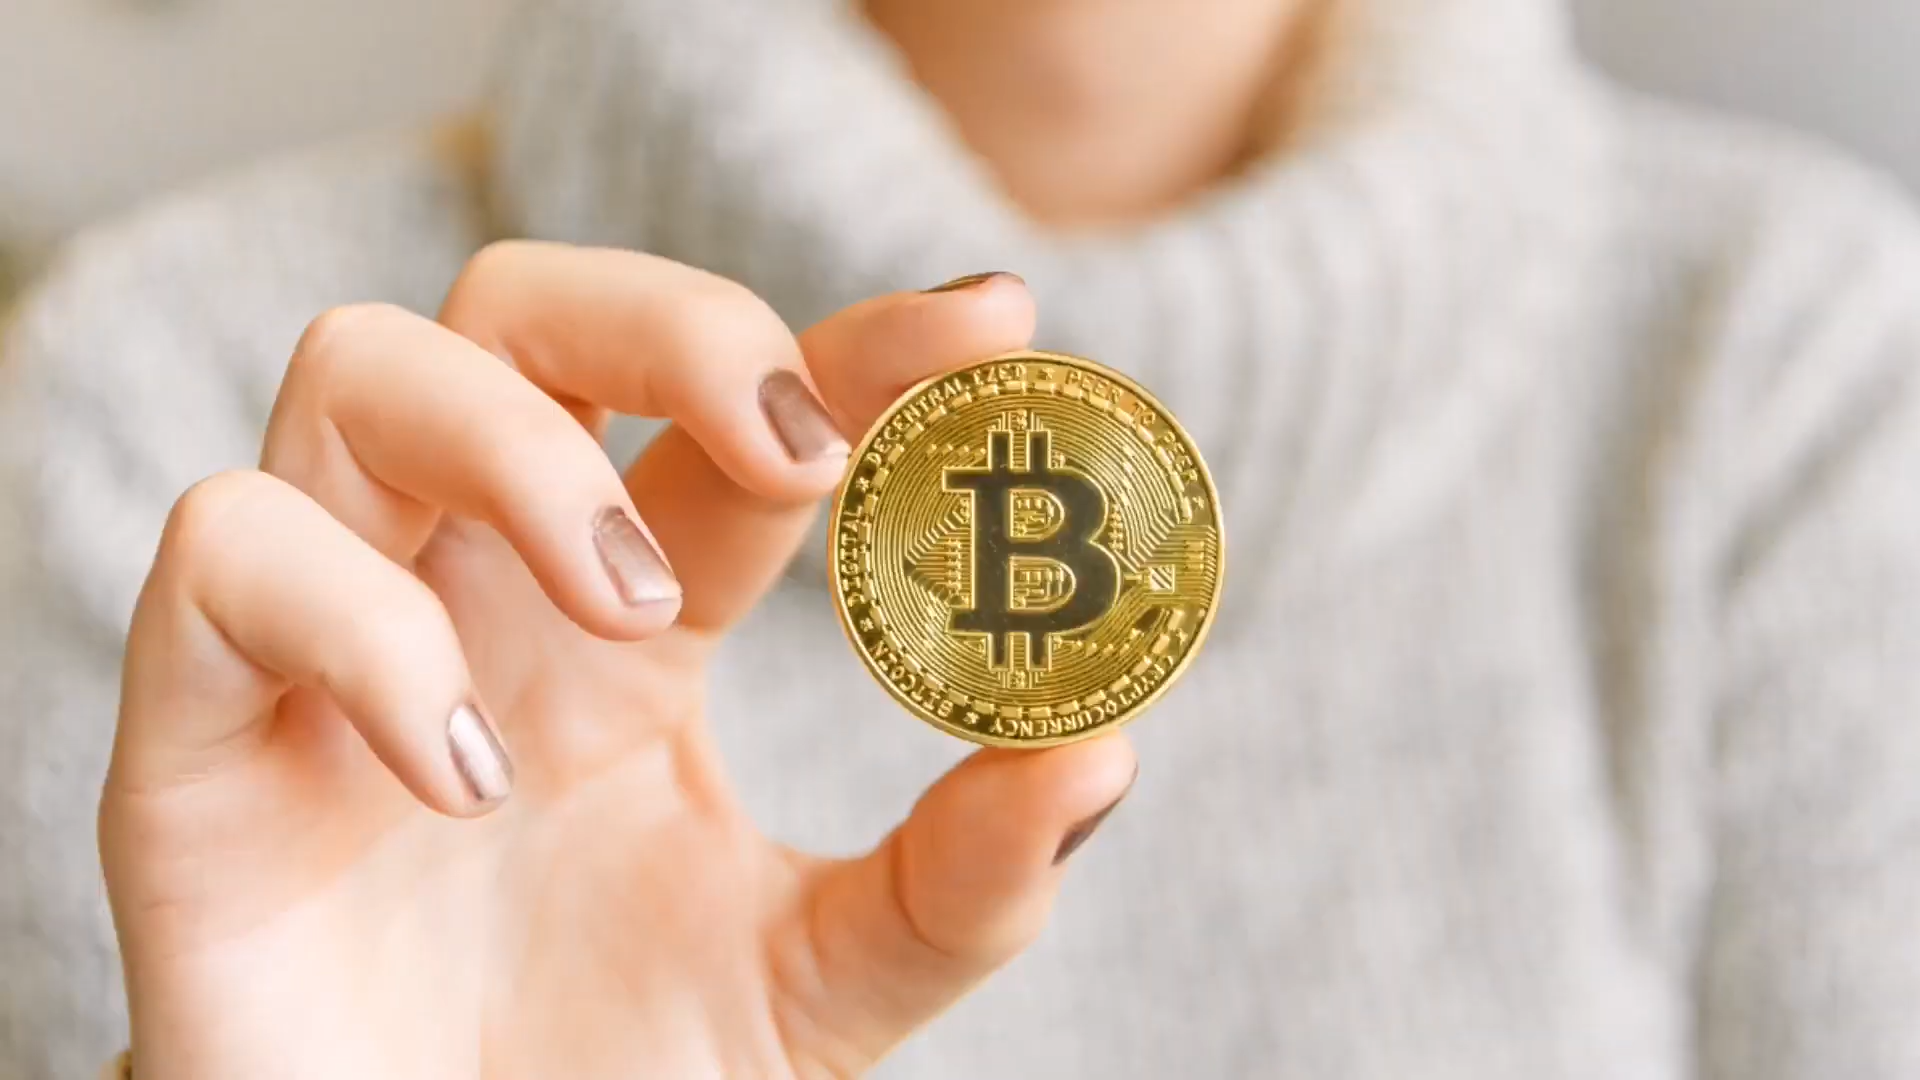 * DECENTRALIZED * PEER TO PEER *
CRYPTOCURRENCY * BITCOIN * DIGITAL
B